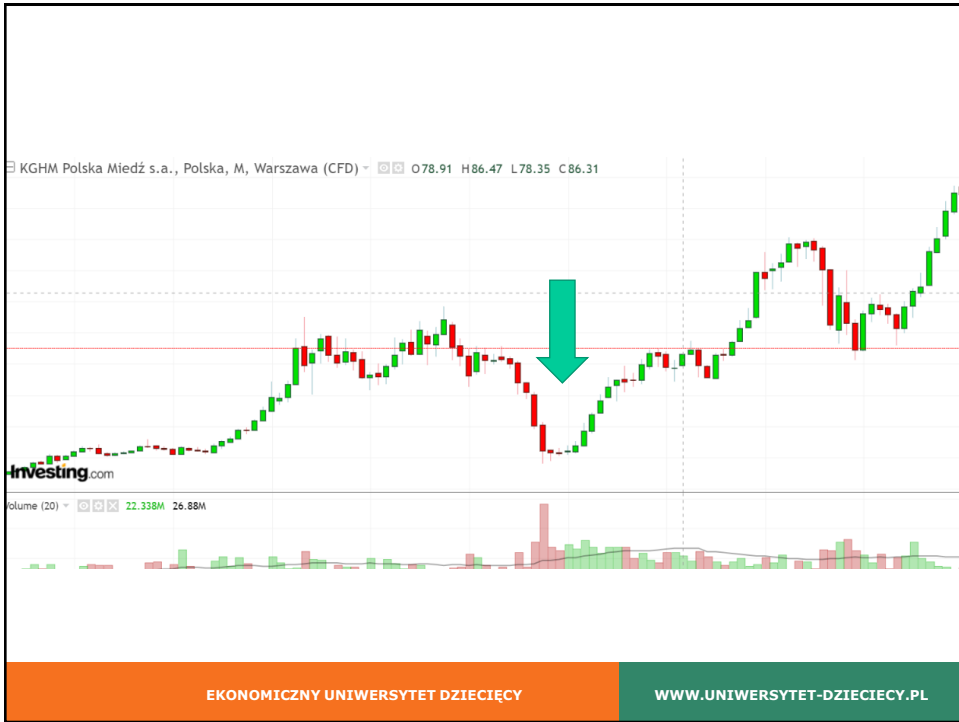 KGHM Polska Miedź s.a., Polska, M, Warszawa (CFD) O78.91 H86.47 L78.35 C86.31
Investing.com
Volume (20) 22.338M 26.88M
EKONOMICZNY UNIWERSYTET DZIECIĘCY
WWW.UNIWERSYTET-DZIECIECY.PL